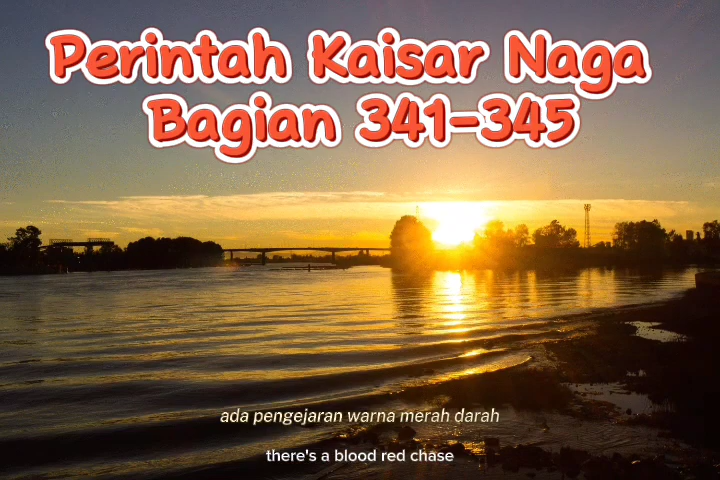 Perintah Kaisar Naga
Bagian 341-345
ada pengejaran warna merah darah
there's a blood red chase